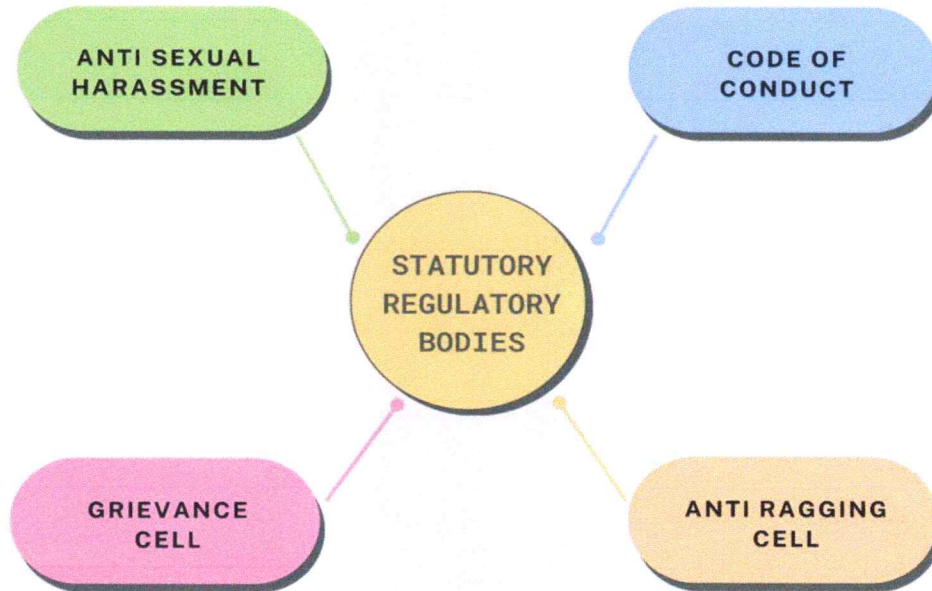 ANTI SEXUAL
HARASSMENT
CODE OF
CONDUCT
STATUTORY
REGULATORY
BODIES
GRIEVANCE
CELL
ANTI RAGGING
CELL